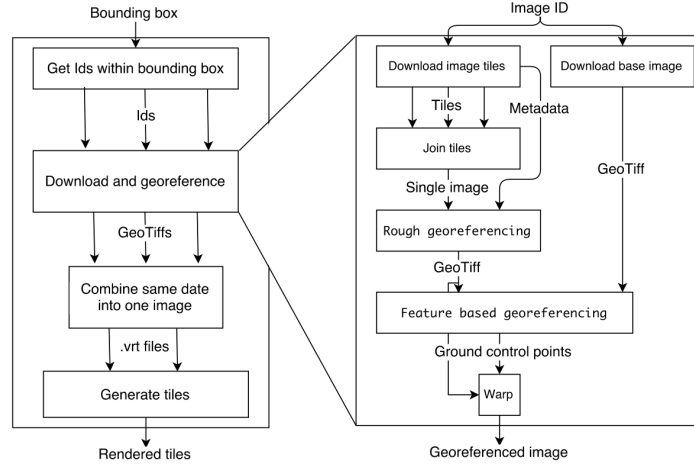 Bounding box
Get Ids within bounding box
Ids
Download and georeference
GeoTiffs
Combine same date
into one image
.vrt files
Generate tiles
Rendered tiles
Image ID
Download image tiles
Download base image
Tiles
Metadata
Join tiles
GeoTiff
Single image
Rough georeferencing
GeoTiff
Feature based georeferencing
Ground control points
Warp
Georeferenced image